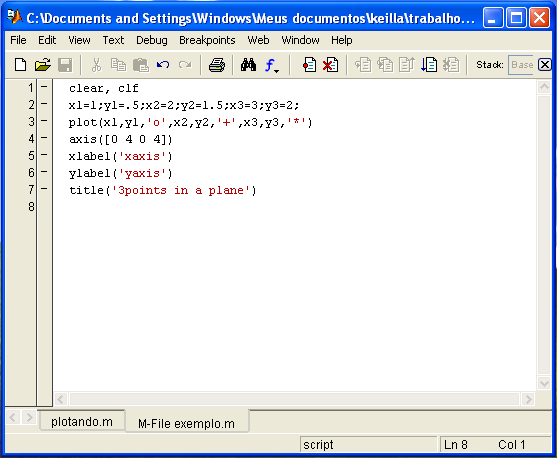 C:\Documents and Settings\Windows\Meus documentos\keilla\trabalho...
File Edit View Text Debug Breakpoints Web Window Help
Stack: Base
1 clear, clf
2 x1=1;y1=.5;x2=2;y2=1.5;x3=3;y3=2;
3 plot(x1,y1,'o',x2,y2,'+',x3,y3,'*')
4 axis([0 4 0 4])
5 xlabel('xaxis')
6 ylabel('yaxis')
7 title('3points in a plane')
8
plotando.m M-File exemplo.m
script Ln 8 Col 1